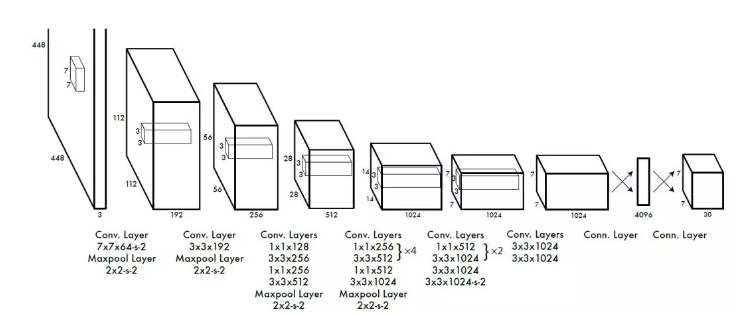 448
7
7
448
3
112
3
3
112
192
56
3
3
56
256
28
3
3
28
512
14
3
3
14
1024
7
3
3
7
1024
7
7
1024
4096
7
7
30
Conv. Layer
7x7x64-s-2
Maxpool Layer
2x2-s-2
Conv. Layer
3x3x192
Maxpool Layer
2x2-s-2
Conv. Layers
1x1x128
3x3x256
1x1x256
3x3x512
Maxpool Layer
2x2-s-2
Conv. Layers
1x1x256
3x3x512
}×4
1x1x512
3x3x1024
Maxpool Layer
2x2-s-2
Conv. Layers
1x1x512
3x3x1024
}×2
3x3x1024
3x3x1024-s-2
Conv. Layers
3x3x1024
3x3x1024
Conn. Layer
Conn. Layer